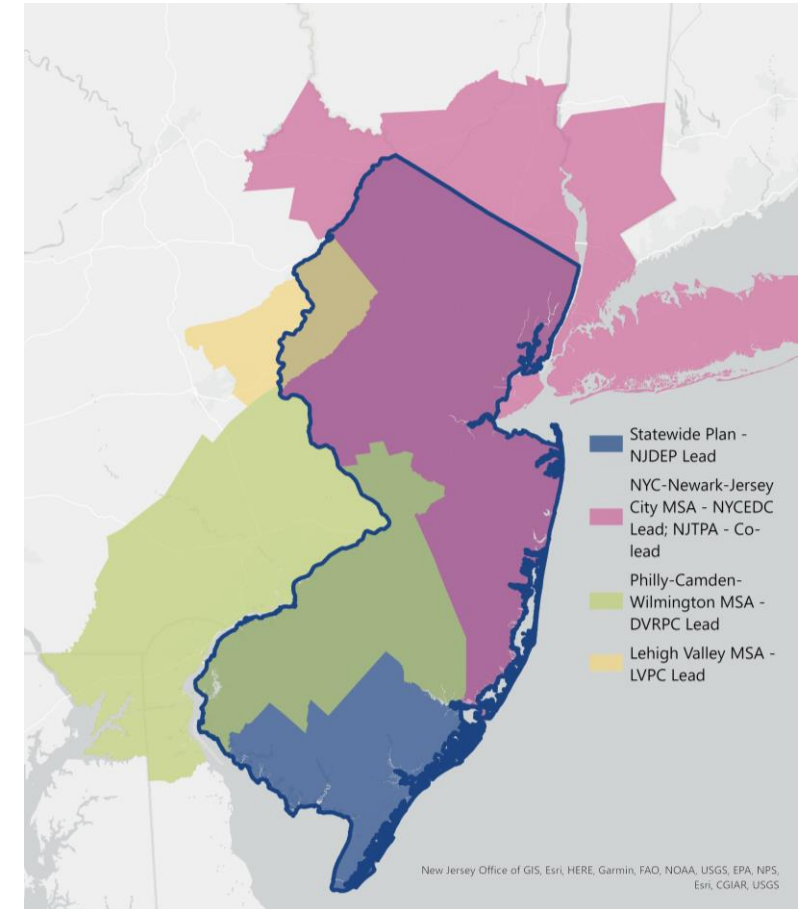 Statewide Plan -
NJDEP Lead
NYC-Newark-Jersey
City MSA - NYCEDC
Lead; NJTPA - Co-
lead
Philly-Camden-
Wilmington MSA -
DVRPC Lead
Lehigh Valley MSA -
LVPC Lead
New Jersey Office of GIS, Esri, HERE, Garmin, FAO, NOAA, USGS, EPA, NPS,
Esri, CGIAR, USGS